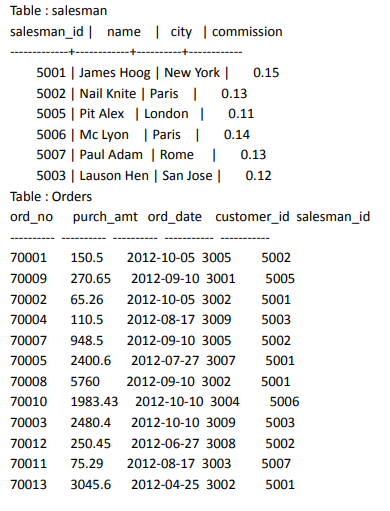 Table : salesman
salesman_id | name | city | commission
-------------+------------+----------+------------
5001 | James Hoog | New York | 0.15
5002 | Nail Knite | Paris | 0.13
5005 | Pit Alex | London | 0.11
5006 | Mc Lyon | Paris | 0.14
5007 | Paul Adam | Rome | 0.13
5003 | Lauson Hen | San Jose | 0.12
Table : Orders
ord_no purch_amt ord_date customer_id salesman_id
---------- ---------- ---------- ----------- -----------
70001 150.5 2012-10-05 3005 5002
70009 270.65 2012-09-10 3001 5005
70002 65.26 2012-10-05 3002 5001
70004 110.5 2012-08-17 3009 5003
70007 948.5 2012-09-10 3005 5002
70005 2400.6 2012-07-27 3007 5001
70008 5760 2012-09-10 3002 5001
70010 1983.43 2012-10-10 3004 5006
70003 2480.4 2012-10-10 3009 5003
70012 250.45 2012-06-27 3008 5002
70011 75.29 2012-08-17 3003 5007
70013 3045.6 2012-04-25 3002 5001